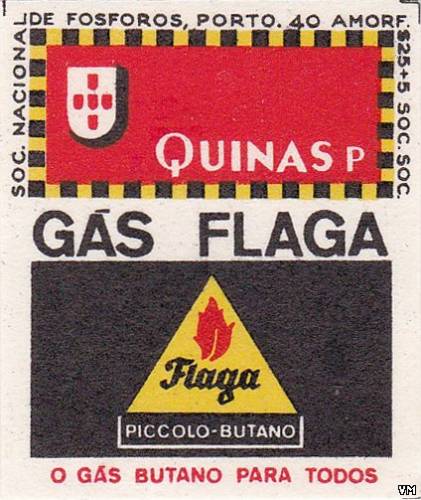 SOC. NACIONAL DE FOSFOROS, PORTO. 40 AMORF. $25+5 SOC. SOC.
QUINAS P
GÁS FLAGA
Flaga
PICCOLO-BUTANO
O GÁS BUTANO PARA TODOS
VM